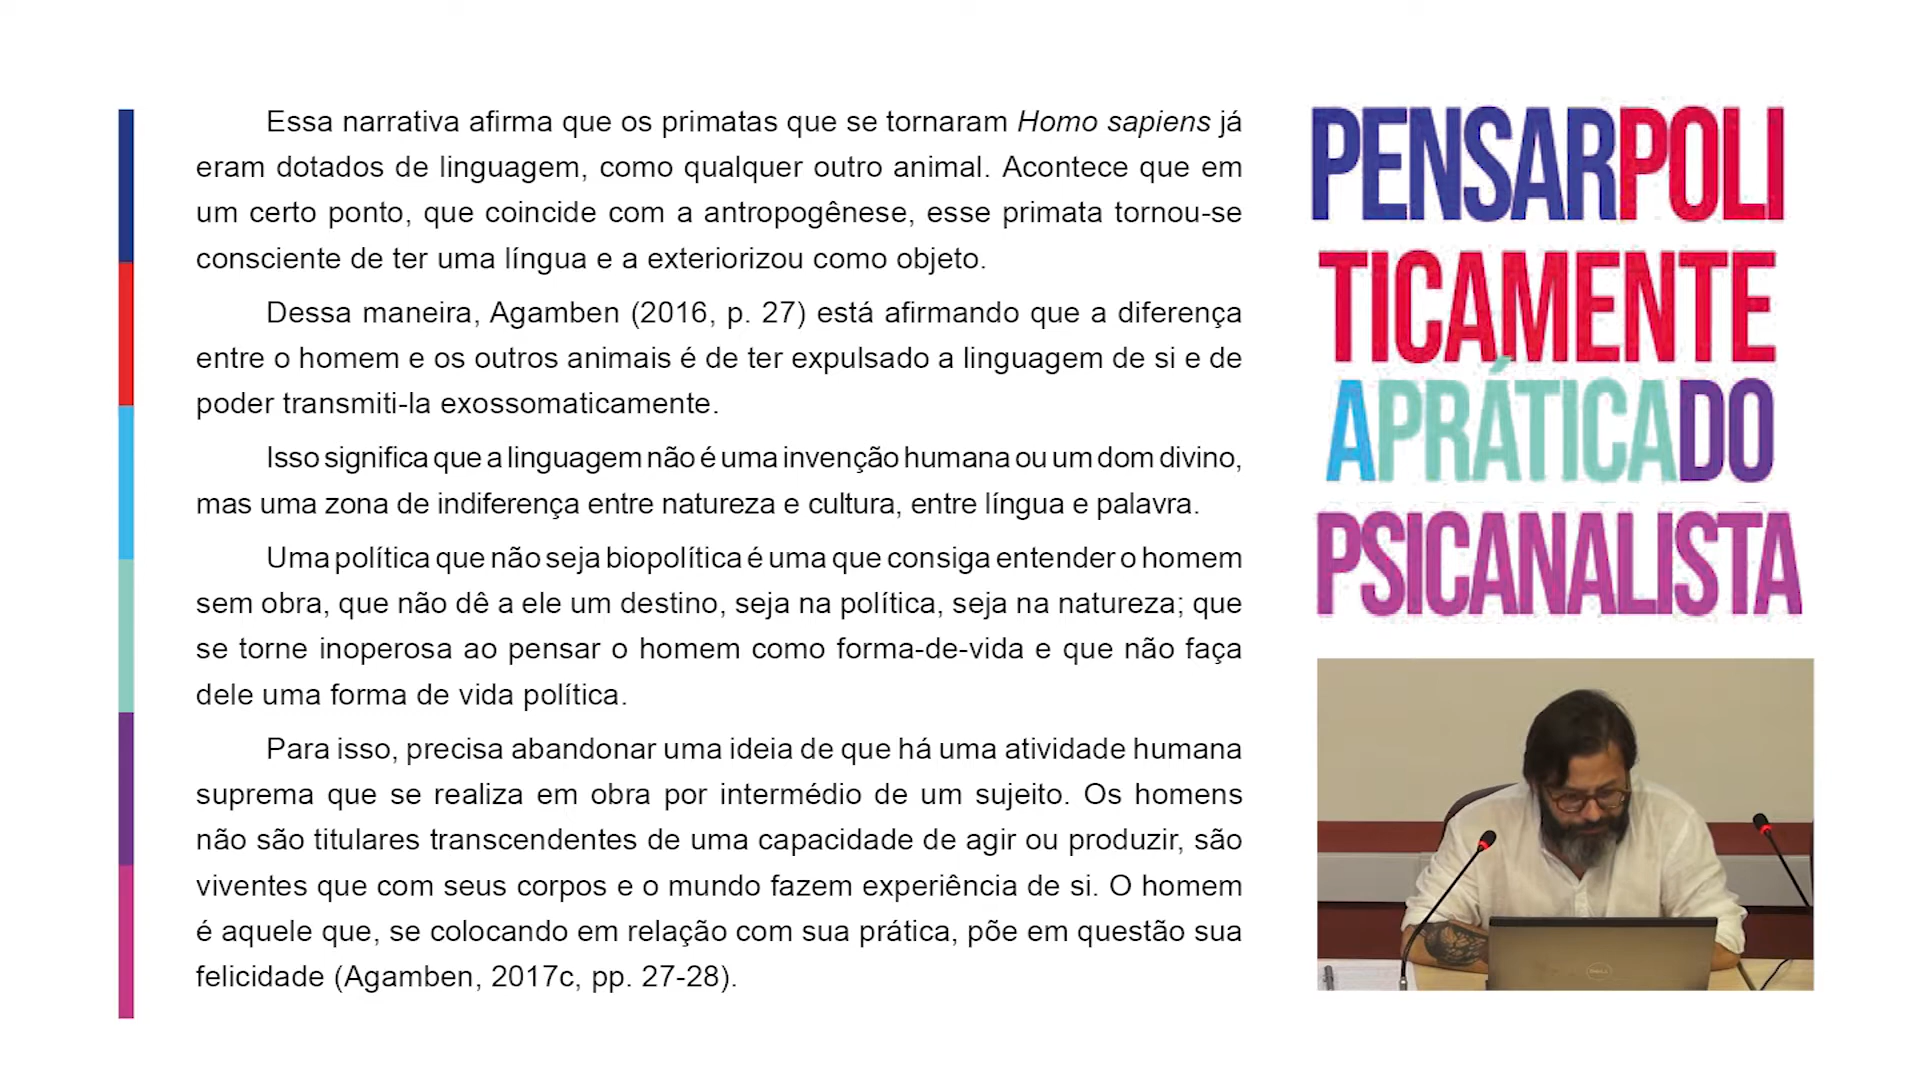 Essa narrativa afirma que os primatas que se tornaram Homo sapiens já
eram dotados de linguagem, como qualquer outro animal. Acontece que em
um certo ponto, que coincide com a antropogênese, esse primata tornou-se
consciente de ter uma língua e a exteriorizou como objeto.
Dessa maneira, Agamben (2016, p. 27) está afirmando que a diferença
entre o homem e os outros animais é de ter expulsado a linguagem de si e de
poder transmiti-la exossomaticamente.
Isso significa que a linguagem não é uma invenção humana ou um dom divino,
mas uma zona de indiferença entre natureza e cultura, entre língua e palavra.
Uma política que não seja biopolítica é uma que consiga entender o homem
sem obra, que não dê a ele um destino, seja na política, seja na natureza; que
se torne inoperosa ao pensar o homem como forma-de-vida e que não faça
dele uma forma de vida política.
Para isso, precisa abandonar uma ideia de que há uma atividade humana
suprema que se realiza em obra por intermédio de um sujeito. Os homens
não são titulares transcendentes de uma capacidade de agir ou produzir, são
viventes que com seus corpos e o mundo fazem experiência de si. O homem
é aquele que, se colocando em relação com sua prática, põe em questão sua
felicidade (Agamben, 2017c, pp. 27-28).
PENSARPOLI
TICAMENTE
APRÁTICADO
PSICANALISTA
DELL